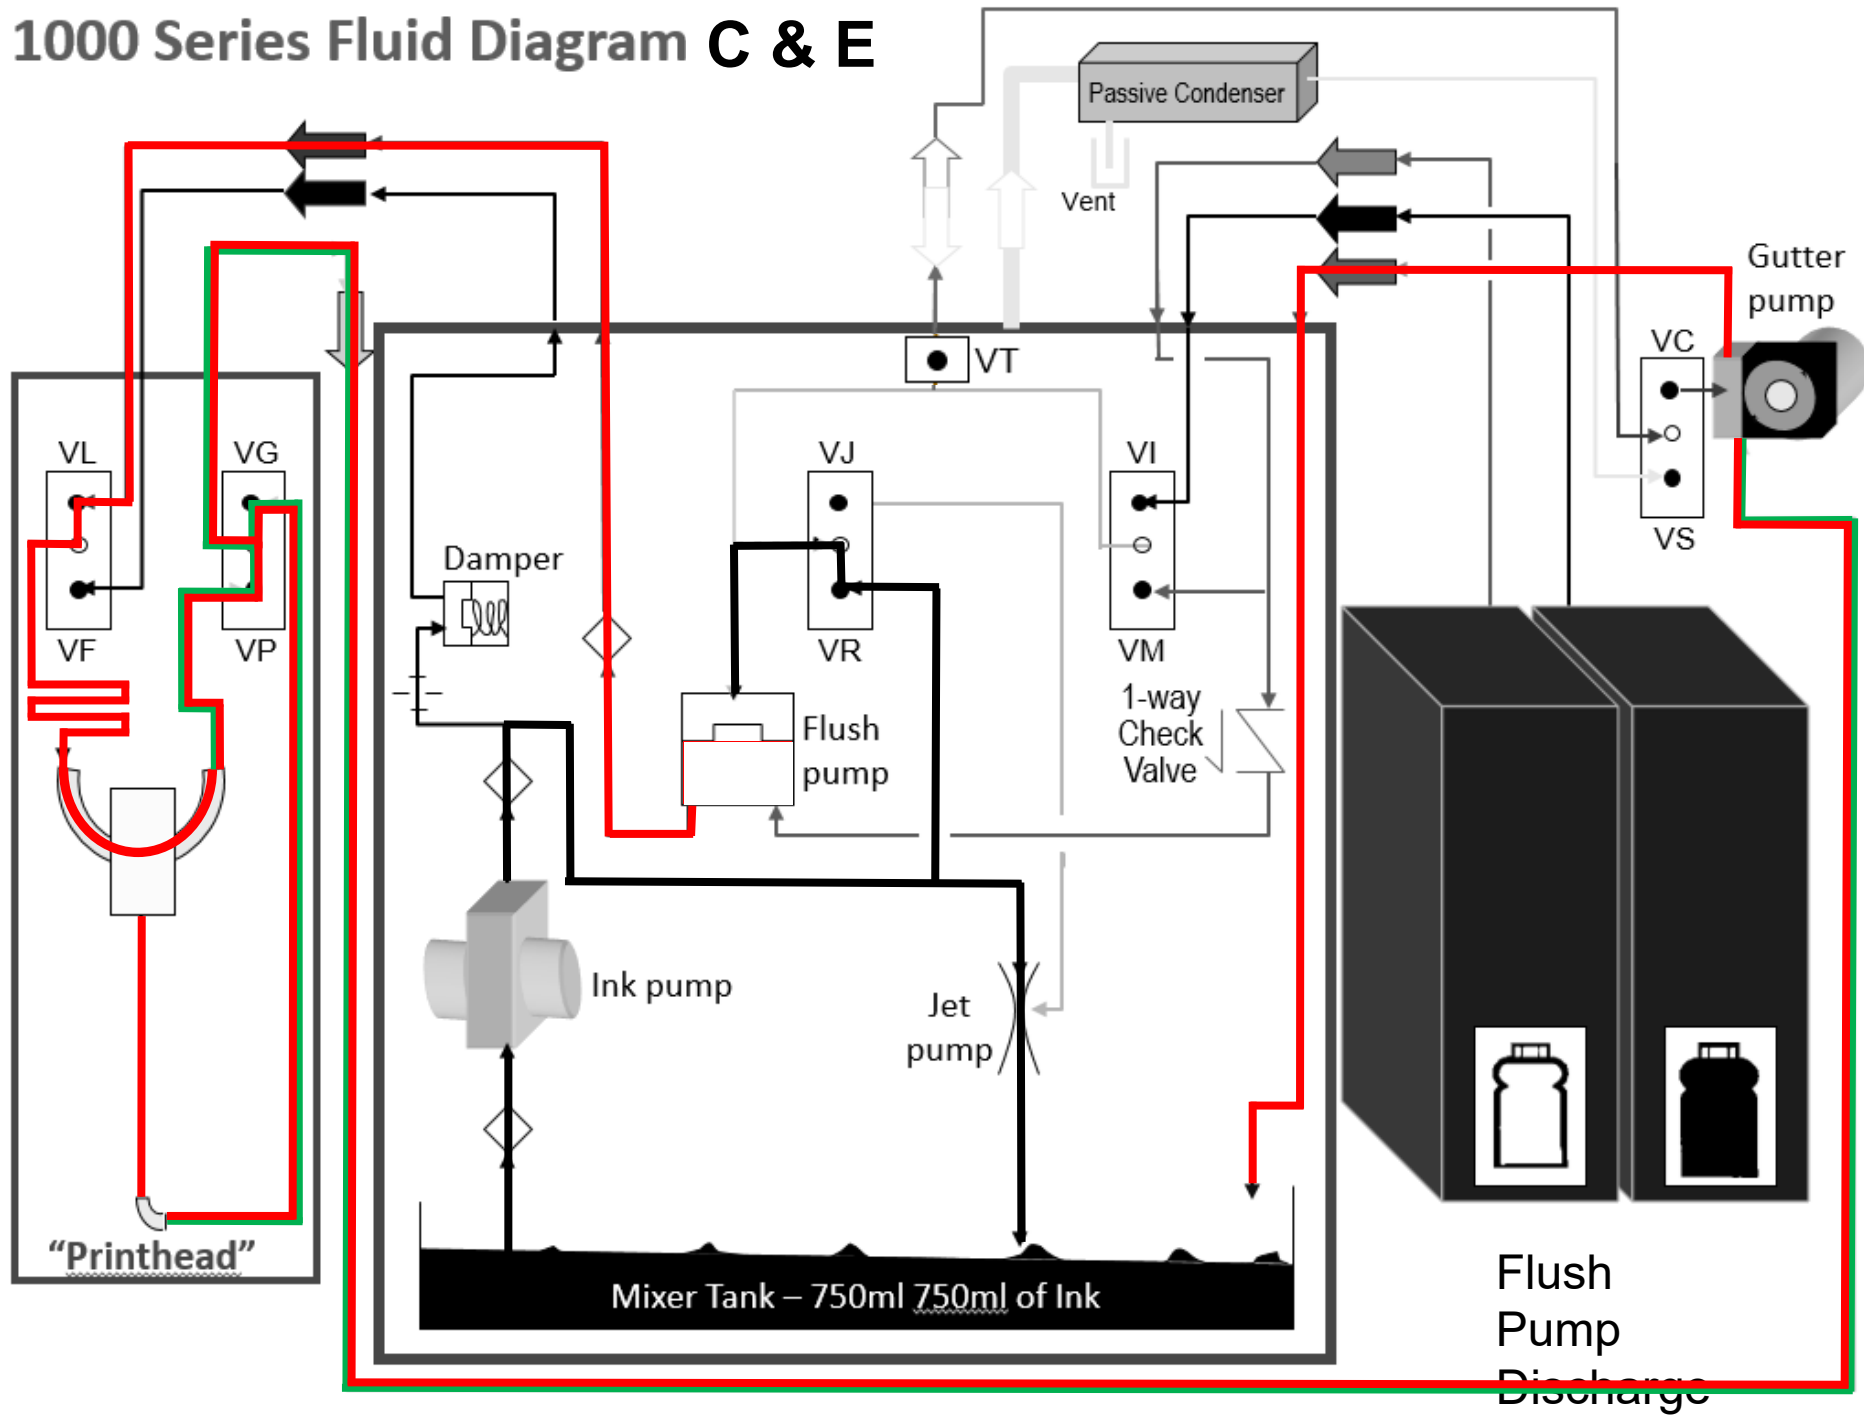 1000 Series Fluid Diagram C & E
Passive Condenser
Vent
Gutter
pump
VT
VC
VS
VL
VG
VJ
VI
Damper
VF
VP
VR
VM
1-way
Check
Valve
Flush
pump
Ink pump
Jet
pump
"Printhead"
Mixer Tank – 750ml 750ml of Ink
Flush
Pump
Discharge